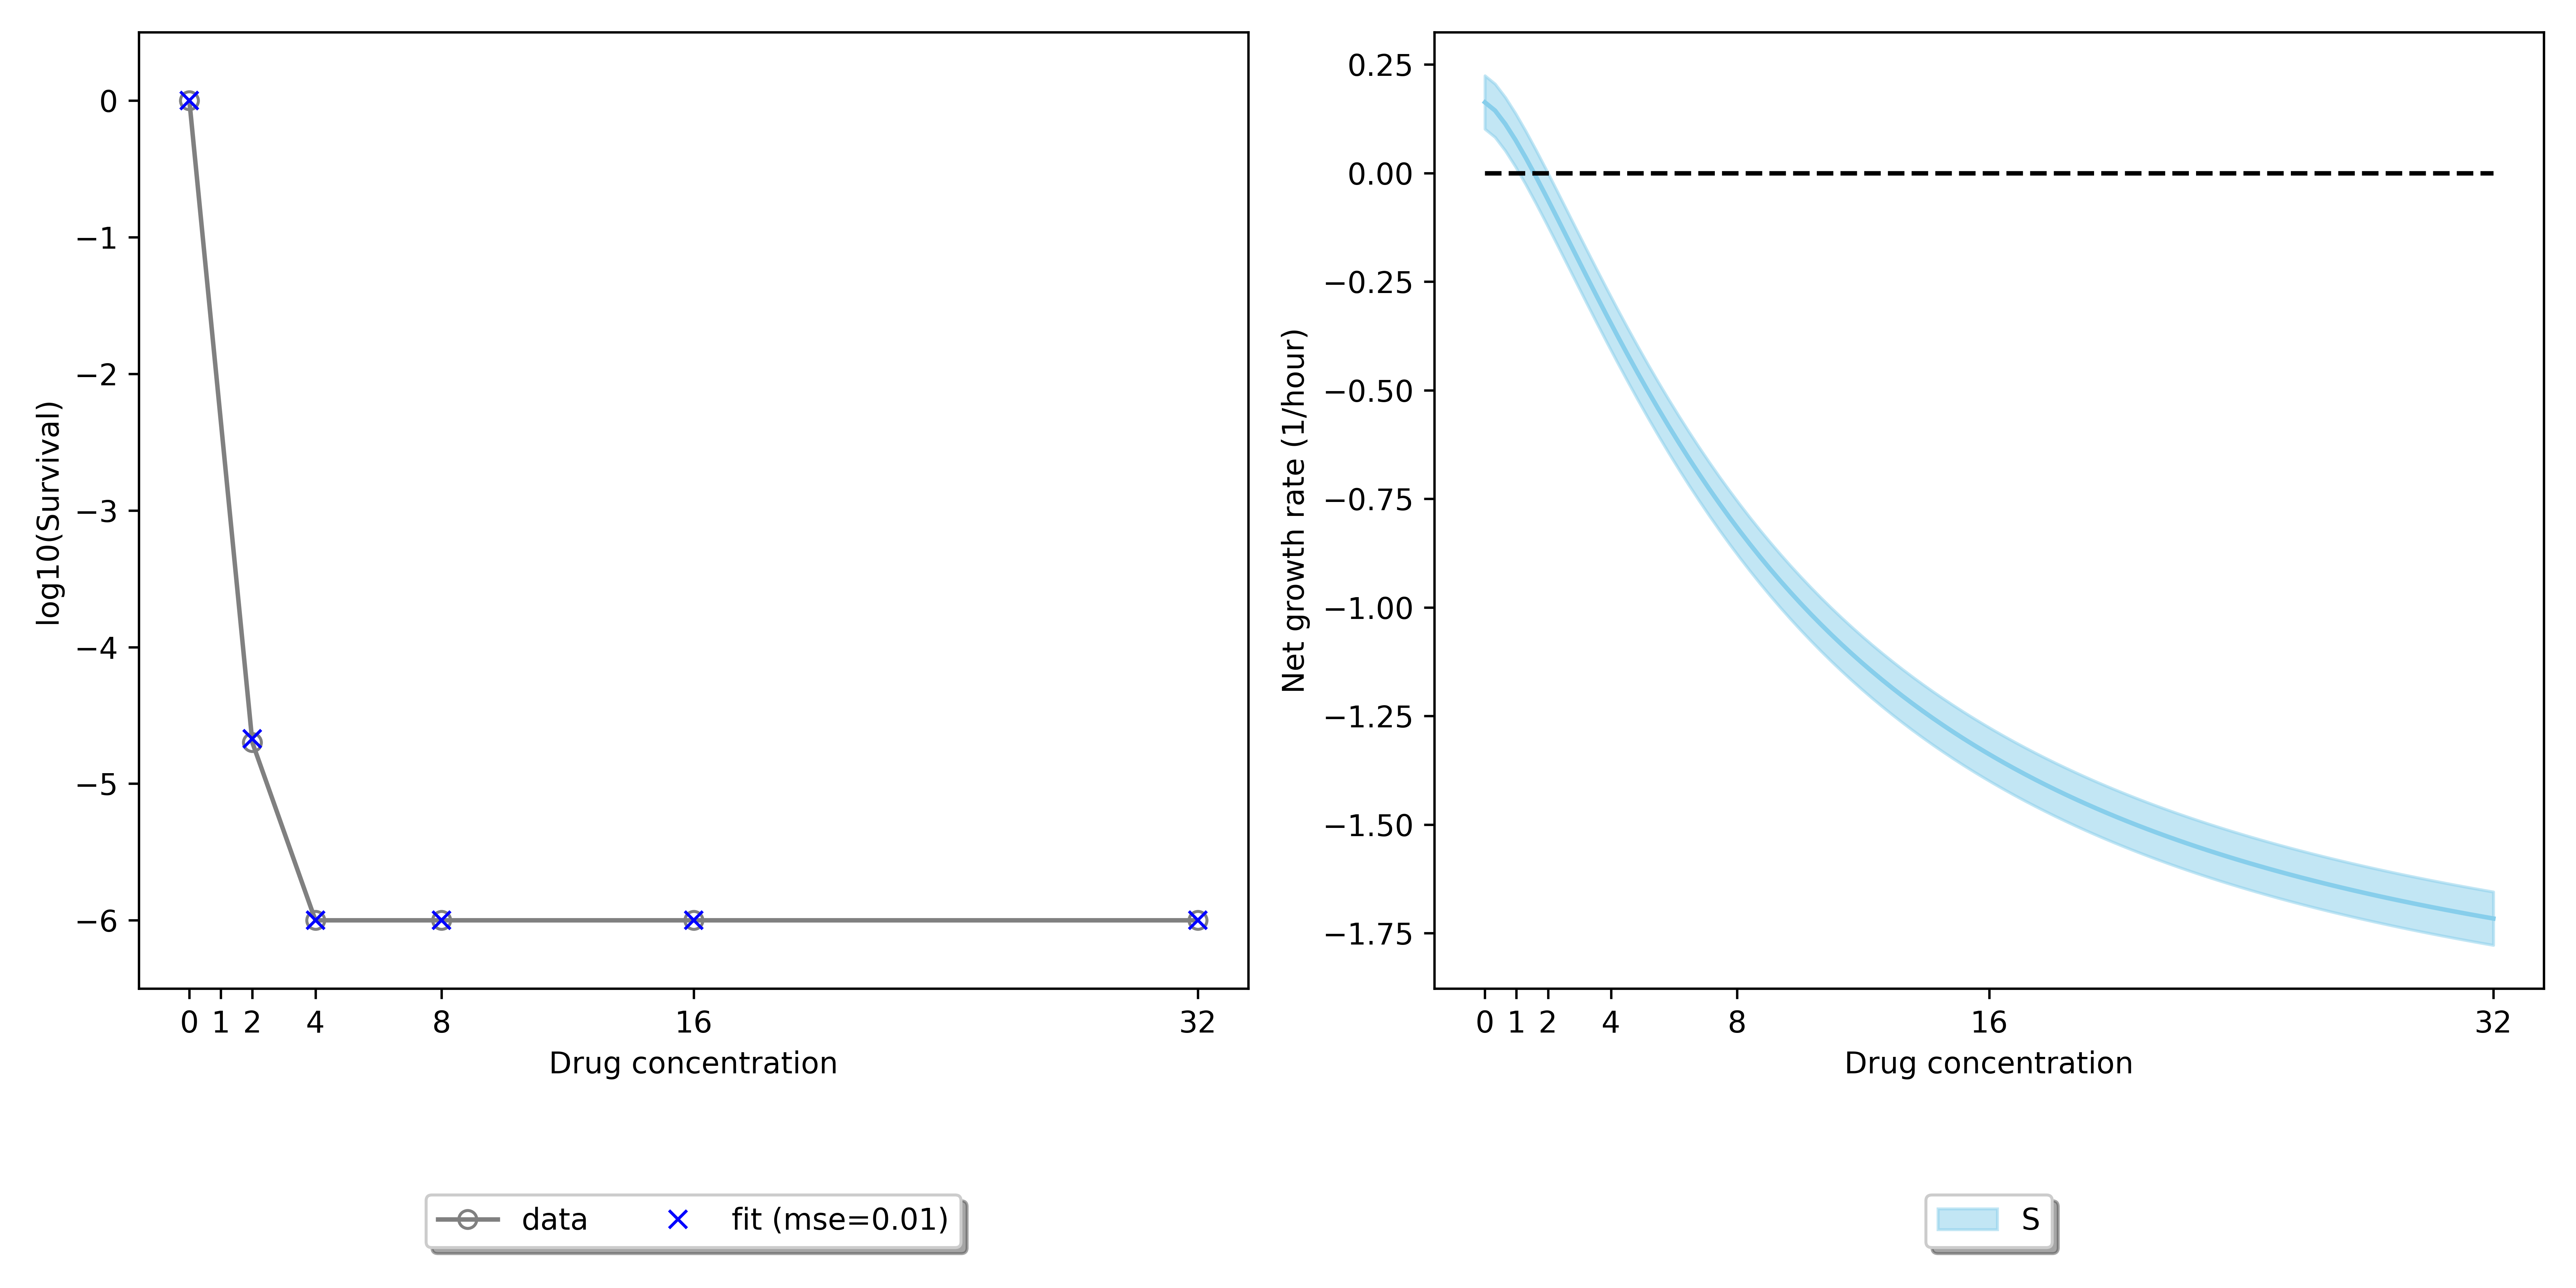 0
−1
−2
−3
−4
−5
−6
log10(Survival)
0 1 2 4 8 16 32
Drug concentration
data
fit (mse=0.01)
0.25
0.00
−0.25
−0.50
−0.75
−1.00
−1.25
−1.50
−1.75
Net growth rate (1/hour)
0 1 2 4 8 16 32
Drug concentration
S